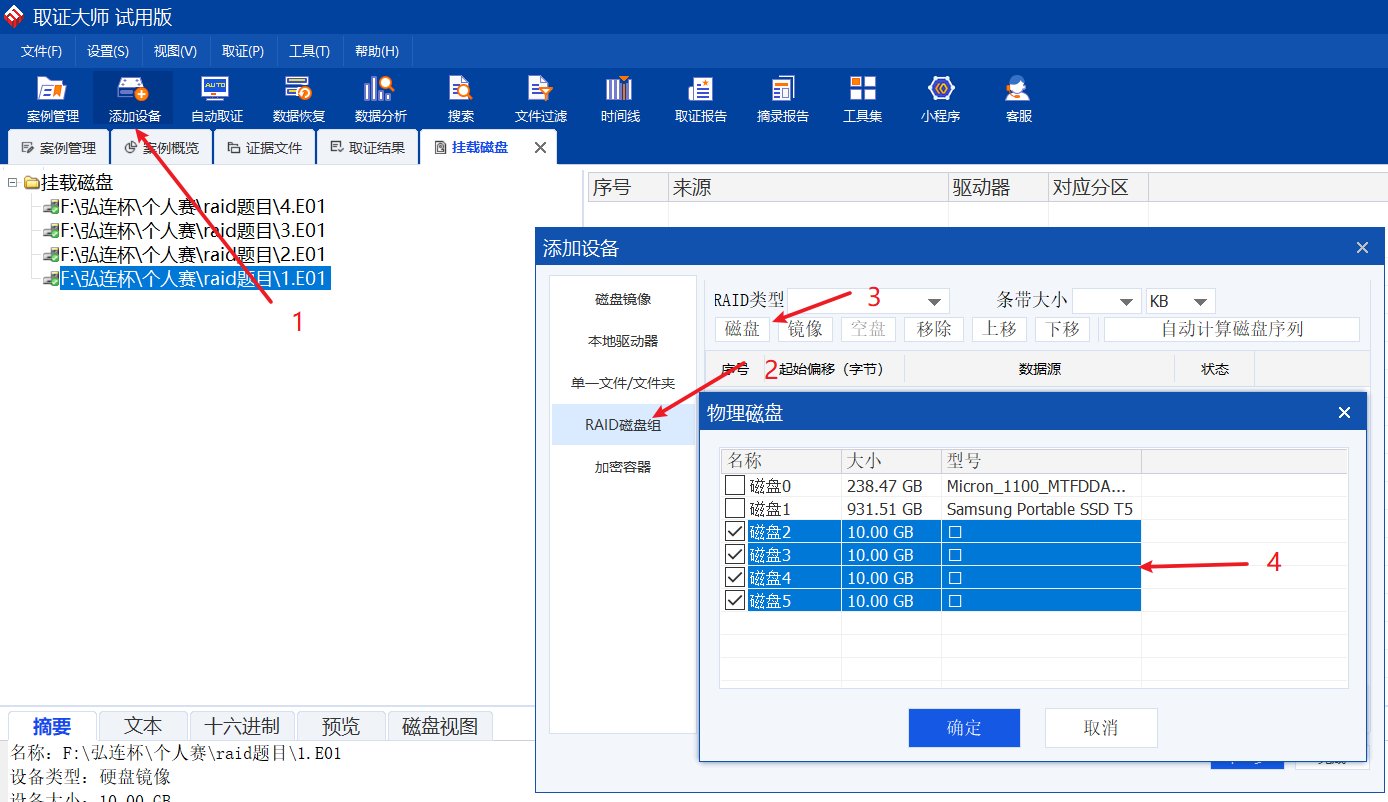 取证大师 试用版
文件(F) 设置(S) 视图(V) 取证(P) 工具(T) 帮助(H)
AUTO
案例管理 添加设备 自动取证 数据恢复 数据分析 搜索 文件过滤 时间线 取证报告 摘录报告 工具集 小程序 客服
案例管理 案例概览 证据文件 取证结果 挂载磁盘
挂载磁盘
F:\弘连杯\个人赛\raid题目\4.E01
F:\弘连杯\个人赛\raid题目\3.E01
F:\弘连杯\个人赛\raid题目\2.E01
F:\弘连杯\个人赛\raid题目\1.E01
1
序号 来源 驱动器 对应分区
添加设备
磁盘镜像
本地驱动器
单一文件/文件夹
RAID磁盘组
加密容器
RAID类型 3 条带大小 KB
磁盘 镜像 空盘 移除 上移 下移 自动计算磁盘序列
序号 2 起始偏移（字节） 数据源 状态
物理磁盘
名称 大小 型号
磁盘0 238.47 GB Micron_1100_MTFDDA...
磁盘1 931.51 GB Samsung Portable SSD T5
磁盘2 10.00 GB
磁盘3 10.00 GB
磁盘4 10.00 GB
磁盘5 10.00 GB
4
确定 取消
摘要 文本 十六进制 预览 磁盘视图
名称: F:\弘连杯\个人赛\raid题目\1.E01
设备类型: 硬盘镜像
设备大小: 10.00 GB